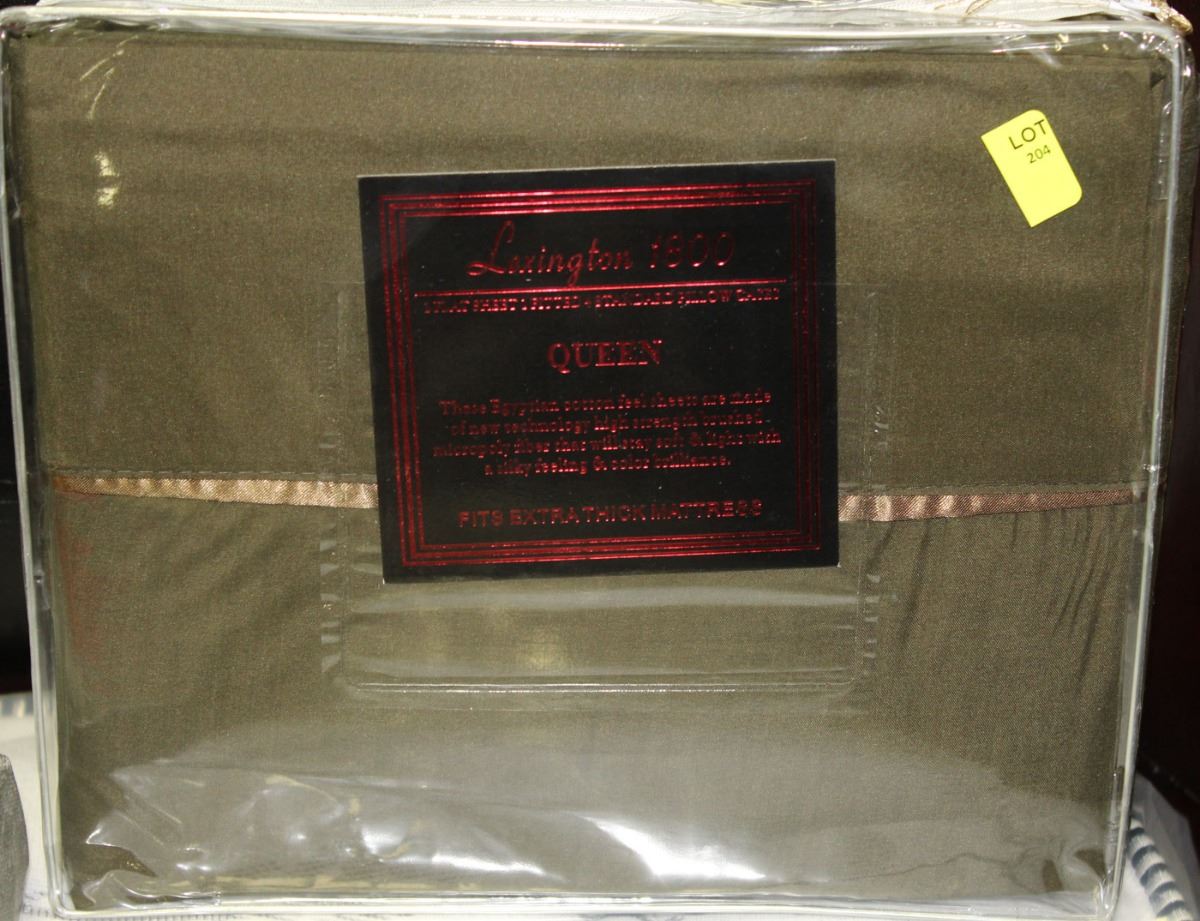 LOT
204
Lexington 1800
1 FLAT SHEET 1 FITTED - STANDARD PILLOW CASES
QUEEN
These Egyptian cotton feel sheets are made
of new technology high strength brushed
micropoly fiber that will stay soft & light with
a silky feeling & color brilliance.
FITS EXTRA THICK MATTRESS